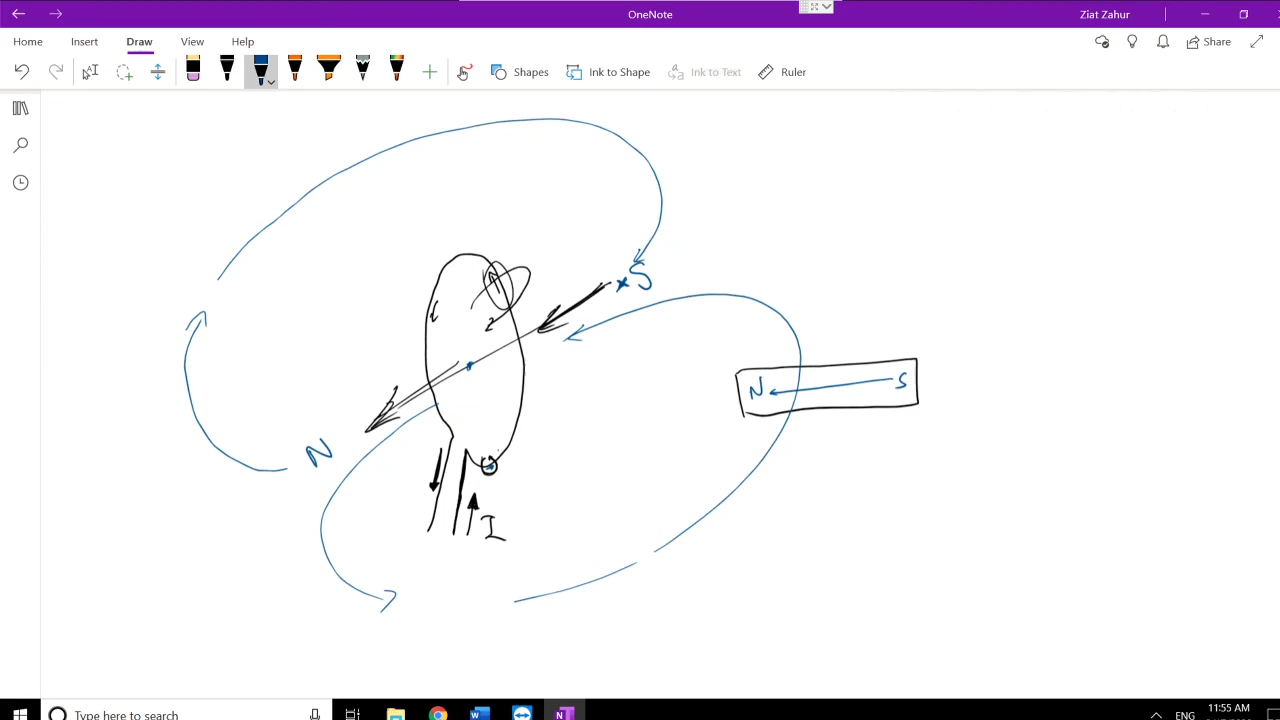 OneNote
Ziat Zahur
Home Insert Draw View Help
Share
Shapes Ink to Shape Ink to Text Ruler
S
N S
N
I
Type here to search
ENG
11:55 AM